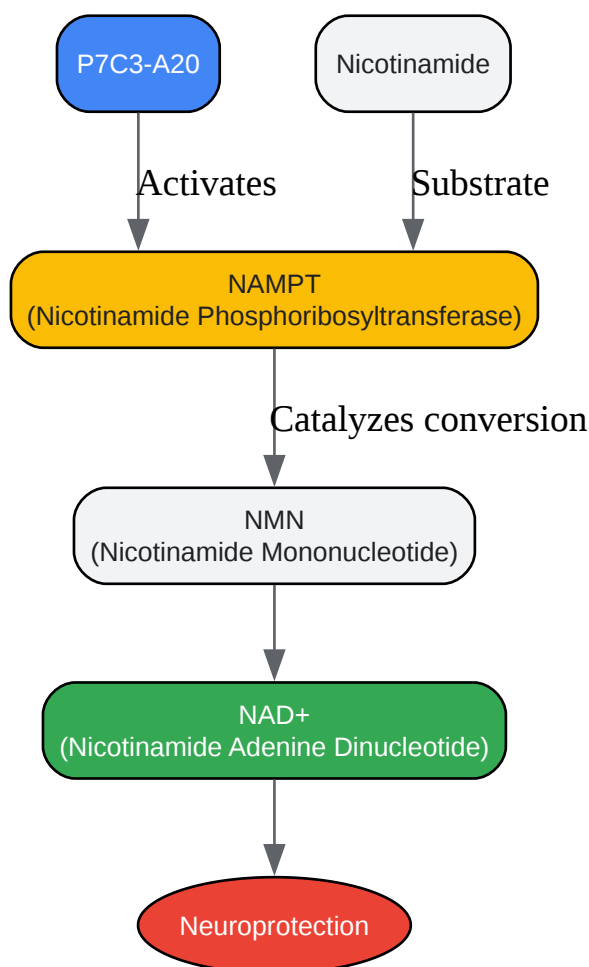 P7C3-A20
Nicotinamide
Activates
Substrate
NAMPT
(Nicotinamide Phosphoribosyltransferase)
Catalyzes conversion
NMN
(Nicotinamide Mononucleotide)
NAD+
(Nicotinamide Adenine Dinucleotide)
Neuroprotection